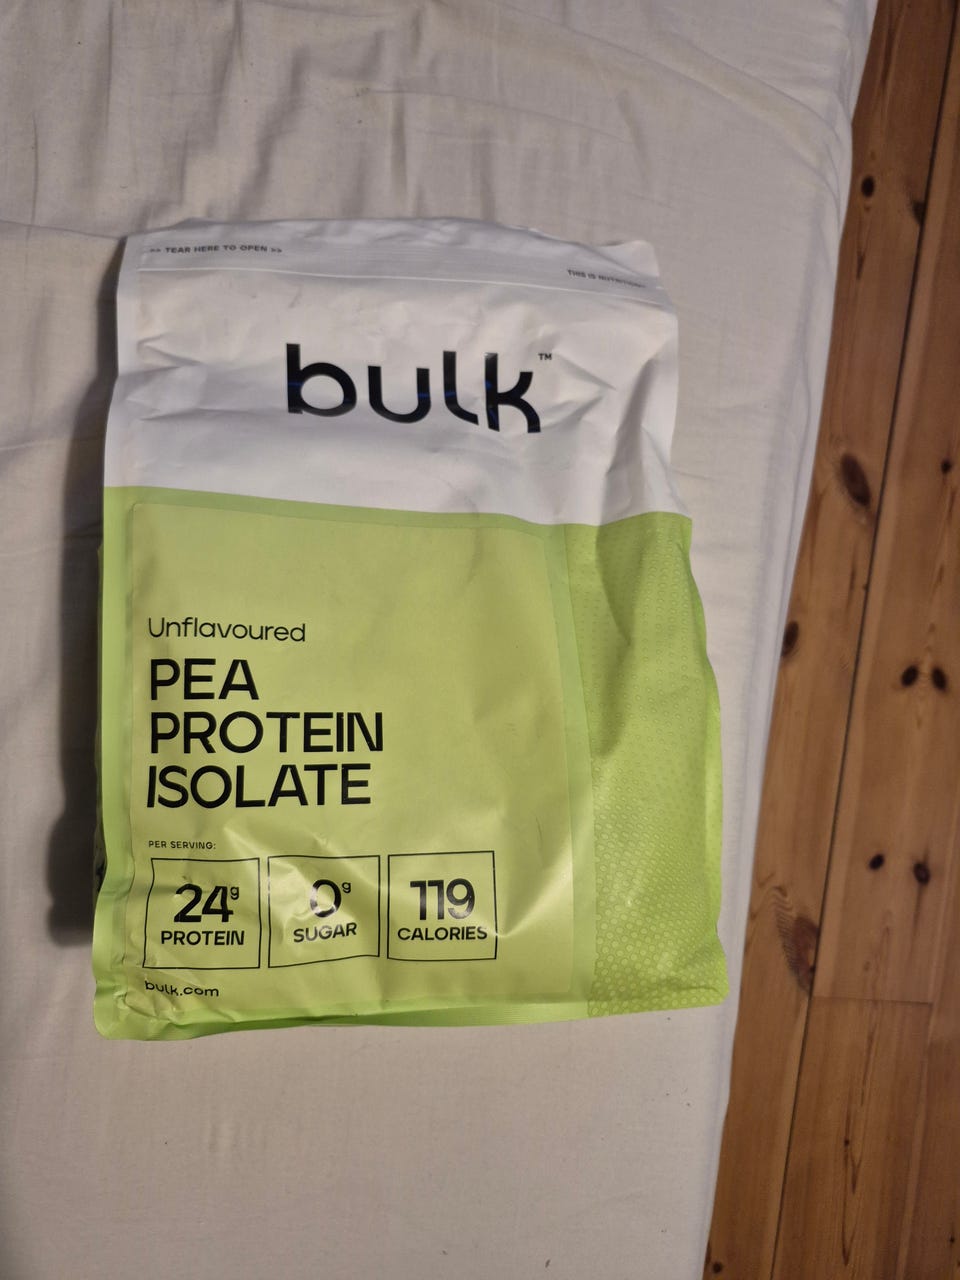 >> TEAR HERE TO OPEN >>
THIS IS NUTRITION
bulk™
Unflavoured
PEA
PROTEIN
ISOLATE
PER SERVING:
24g 0g 119
PROTEIN SUGAR CALORIES
bulk.com